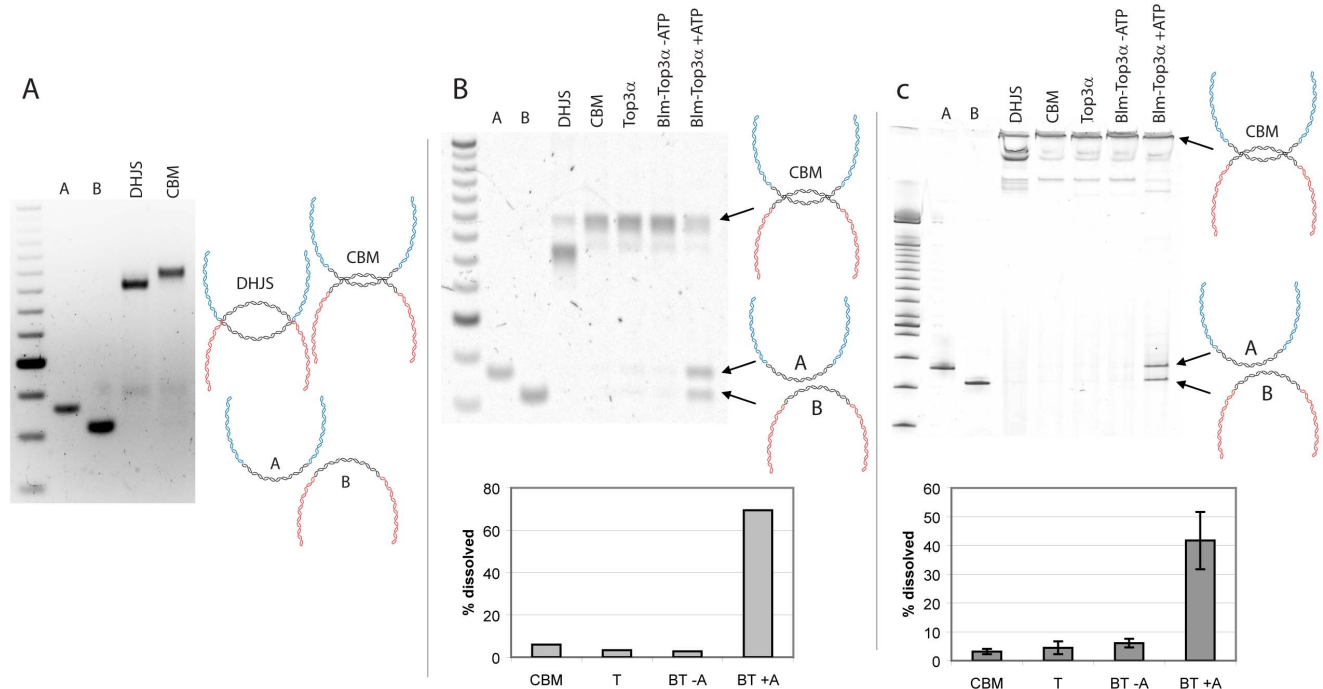 A
A
B
DHJS
CBM
DHJS
CBM
A
B
B
A
B
DHJS
CBM
Top3α
Blm-Top3α -ATP
Blm-Top3α +ATP
CBM
A
B
% dissolved
80
60
40
20
0
CBM
T
BT -A
BT +A
C
A
B
DHJS
CBM
Top3α
Blm-Top3α -ATP
Blm-Top3α +ATP
CBM
A
B
% dissolved
60
50
40
30
20
10
0
CBM
T
BT -A
BT +A